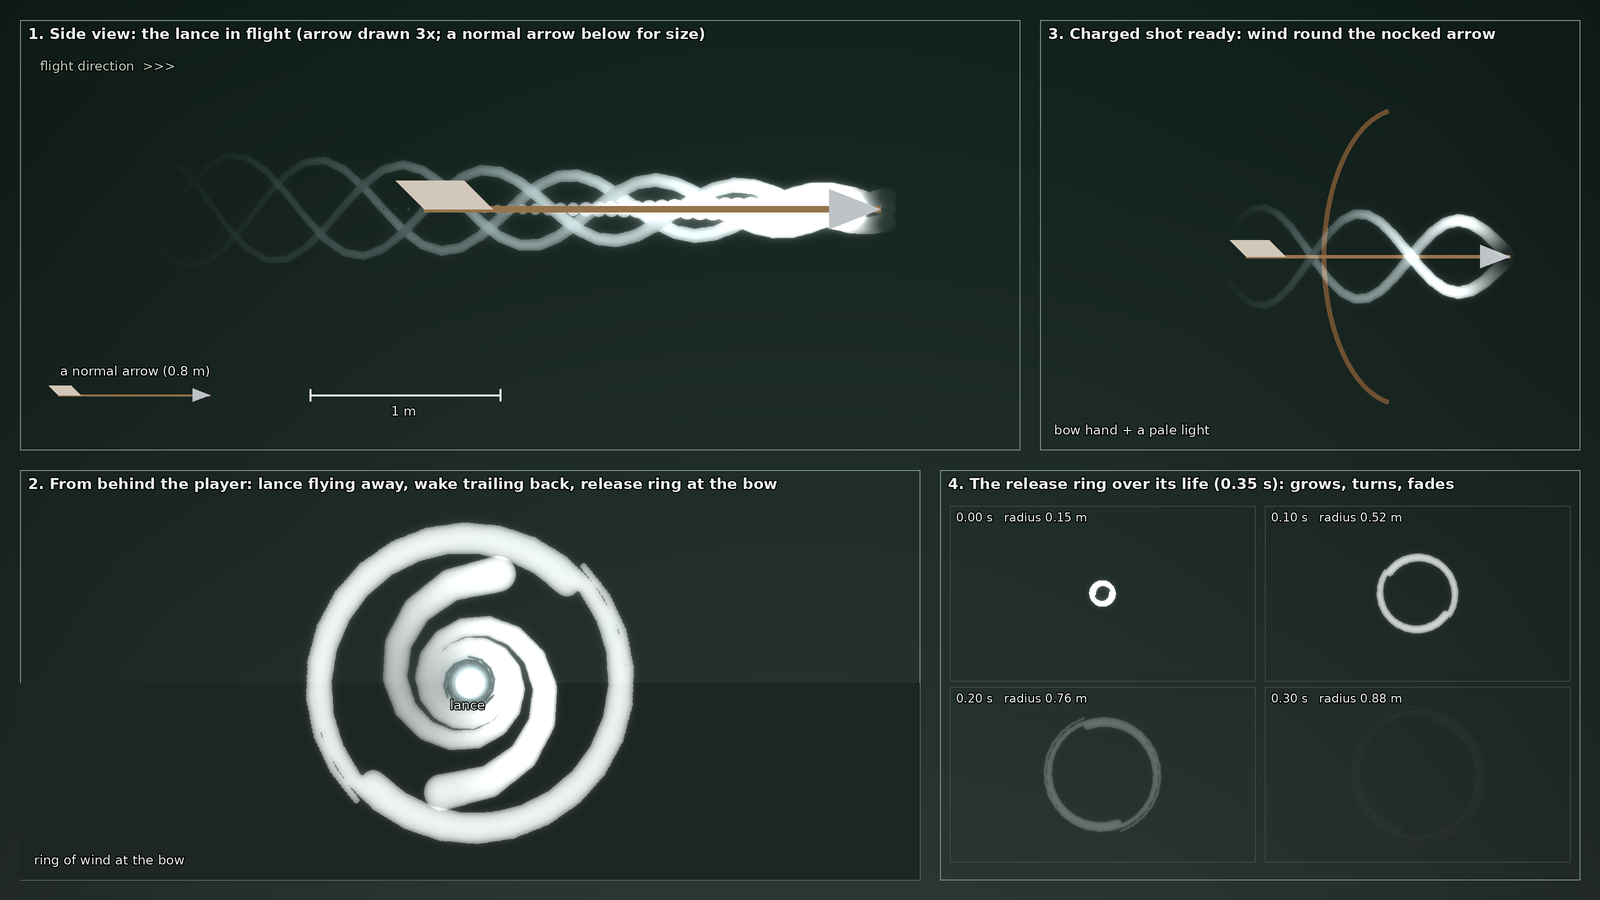 1. Side view: the lance in flight (arrow drawn 3x; a normal arrow below for size)
flight direction >>>
a normal arrow (0.8 m)
1 m
3. Charged shot ready: wind round the nocked arrow
bow hand + a pale light
2. From behind the player: lance flying away, wake trailing back, release ring at the bow
lance
ring of wind at the bow
4. The release ring over its life (0.35 s): grows, turns, fades
0.00 s radius 0.15 m
0.10 s radius 0.52 m
0.20 s radius 0.76 m
0.30 s radius 0.88 m